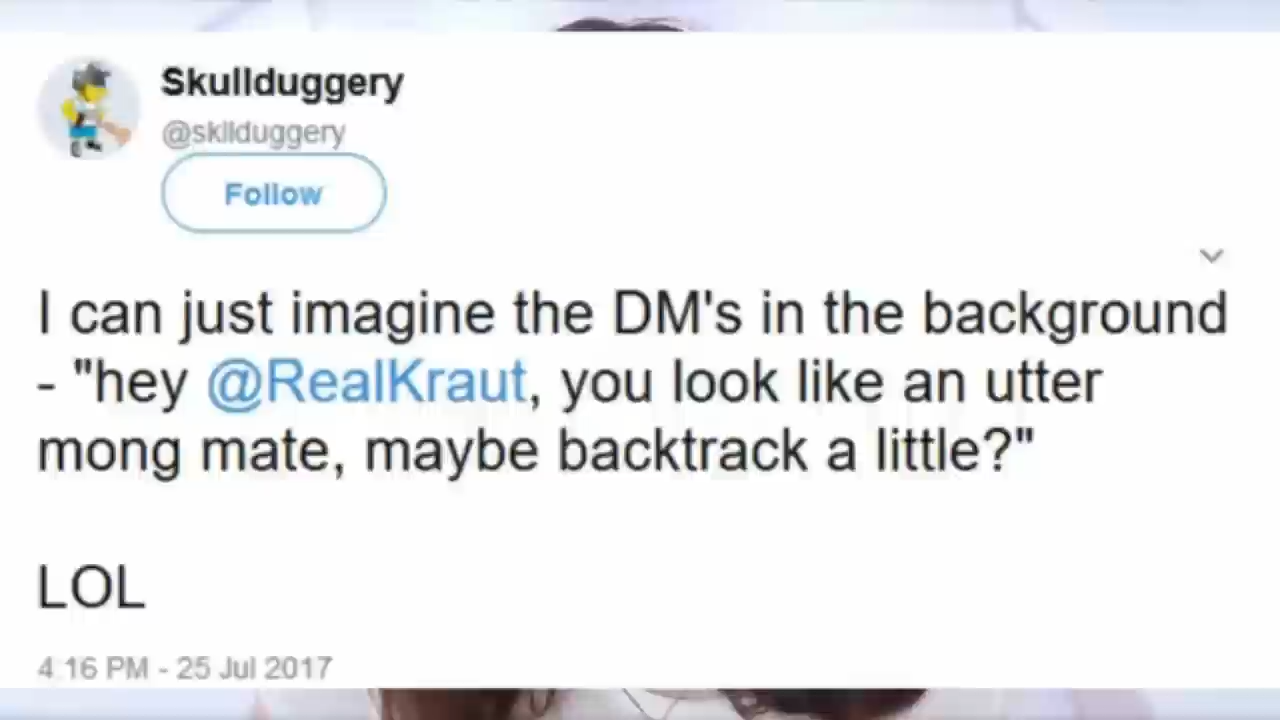 Skullduggery
@skllduggery
Follow
I can just imagine the DM's in the background
- "hey @RealKraut, you look like an utter
mong mate, maybe backtrack a little?"
LOL
4:16 PM - 25 Jul 2017